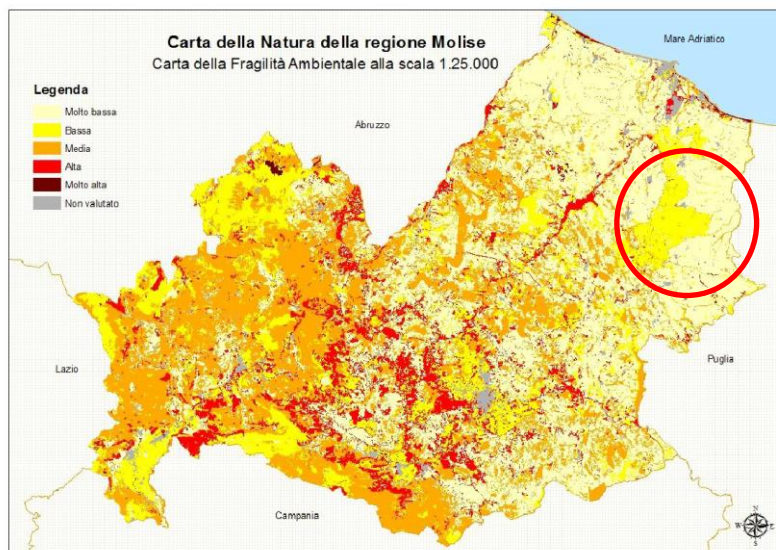 Carta della Natura della regione Molise
Carta della Fragilità Ambientale alla scala 1:25.000
Mare Adriatico
Legenda
Molto bassa
Bassa
Media
Alta
Molto alta
Non valutato
Abruzzo
Lazio
Puglia
Campania
N
W E
S